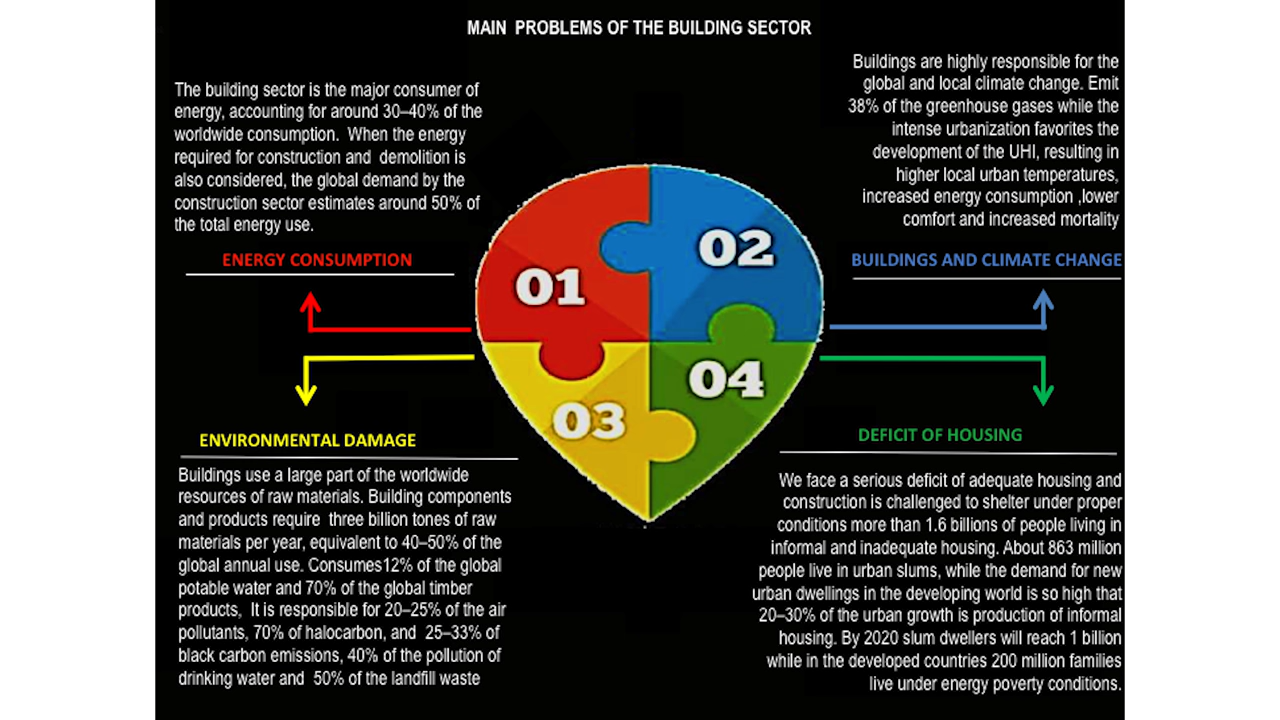 MAIN PROBLEMS OF THE BUILDING SECTOR
The building sector is the major consumer of
energy, accounting for around 30–40% of the
worldwide consumption. When the energy
required for construction and demolition is
also considered, the global demand by the
construction sector estimates around 50% of
the total energy use.
ENERGY CONSUMPTION
Buildings are highly responsible for the
global and local climate change. Emit
38% of the greenhouse gases while the
intense urbanization favorites the
development of the UHI, resulting in
higher local urban temperatures,
increased energy consumption ,lower
comfort and increased mortality
BUILDINGS AND CLIMATE CHANGE
01
02
03
04
ENVIRONMENTAL DAMAGE
Buildings use a large part of the worldwide
resources of raw materials. Building components
and products require three billion tones of raw
materials per year, equivalent to 40–50% of the
global annual use. Consumes12% of the global
potable water and 70% of the global timber
products, It is responsible for 20–25% of the air
pollutants, 70% of halocarbon, and 25–33% of
black carbon emissions, 40% of the pollution of
drinking water and 50% of the landfill waste
DEFICIT OF HOUSING
We face a serious deficit of adequate housing and
construction is challenged to shelter under proper
conditions more than 1.6 billions of people living in
informal and inadequate housing. About 863 million
people live in urban slums, while the demand for new
urban dwellings in the developing world is so high that
20–30% of the urban growth is production of informal
housing. By 2020 slum dwellers will reach 1 billion
while in the developed countries 200 million families
live under energy poverty conditions.